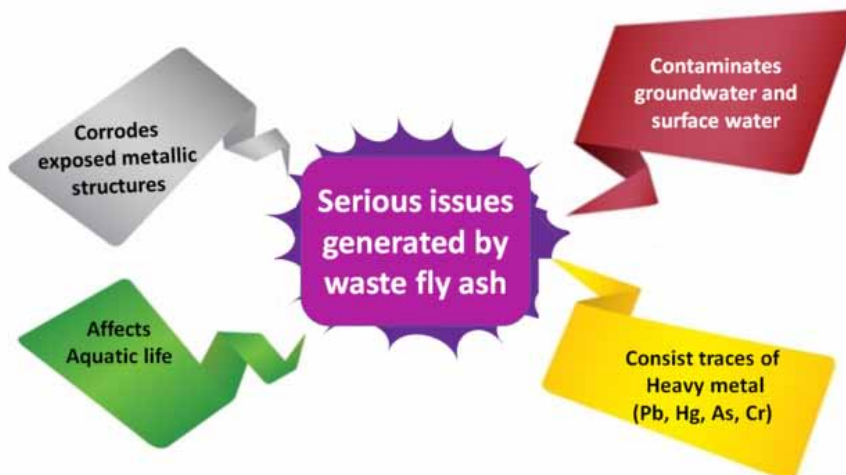 Corrodes
exposed metallic
structures
Contaminates
groundwater and
surface water
Serious issues
generated by
waste fly ash
Affects
Aquatic life
Consist traces of
Heavy metal
(Pb, Hg, As, Cr)